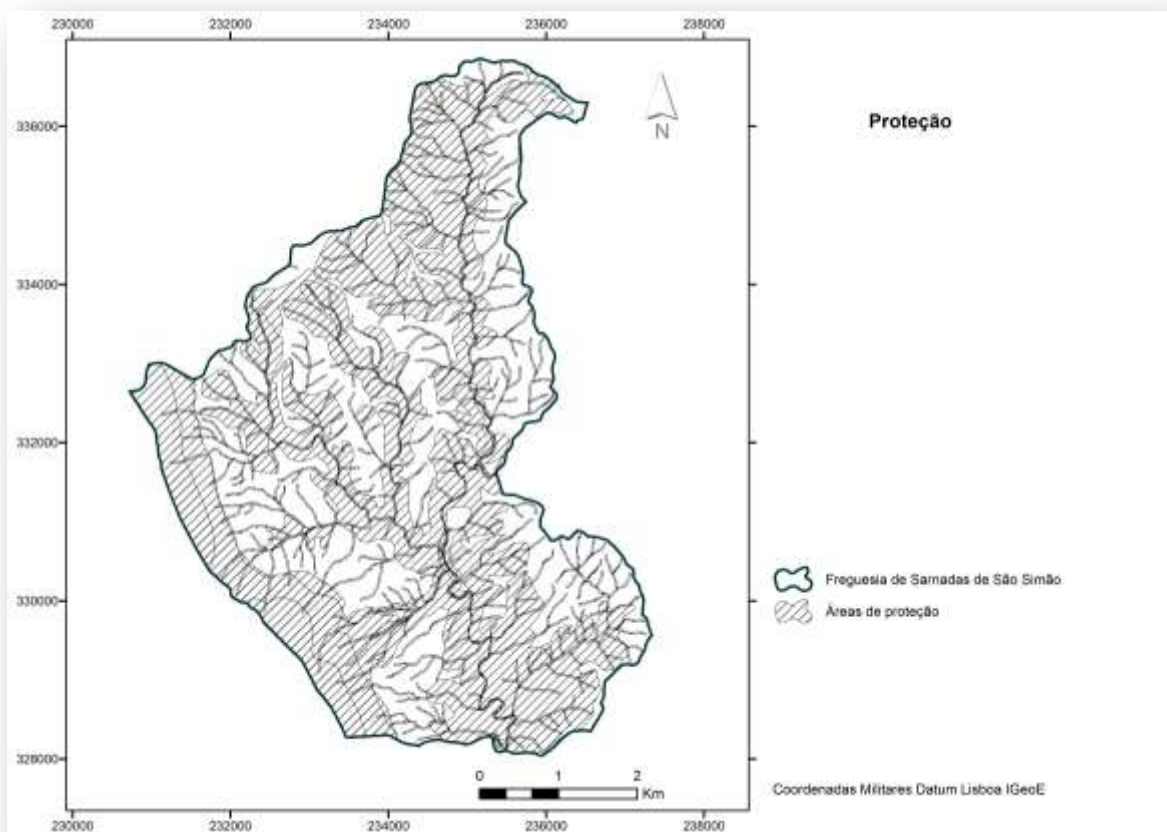 230000 232000 234000 236000 238000
336000
N
Proteção
334000
332000
Freguesia de Sarnadas de São Simão
330000
Áreas de proteção
328000
0 1 2
Km
Coordenadas Militares Datum Lisboa IGeoE
230000 232000 234000 236000 238000